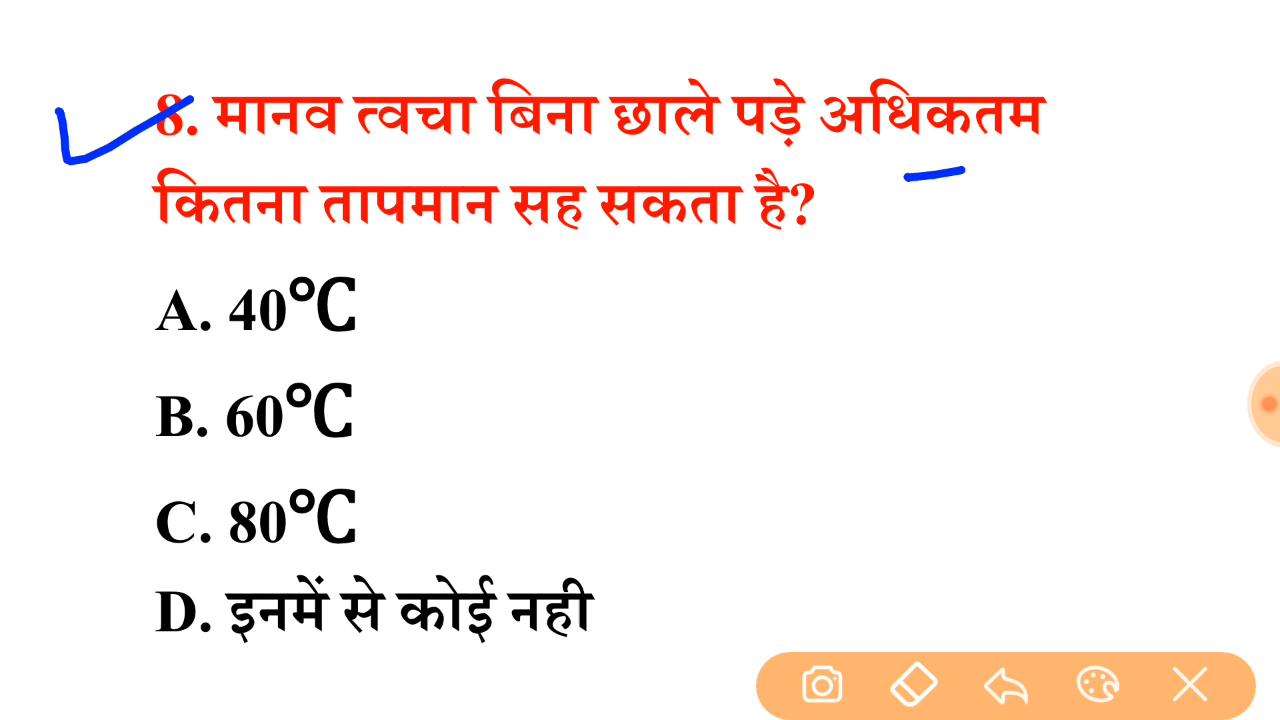 8. मानव त्वचा बिना छाले पड़े अधिकतम
कितना तापमान सह सकता है?
A. 40℃
B. 60℃
C. 80℃
D. इनमें से कोई नही